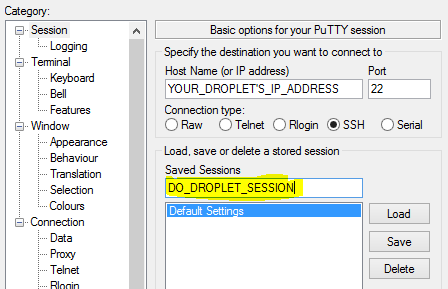 Category:
Session
Logging
Terminal
Keyboard
Bell
Features
Window
Appearance
Behaviour
Translation
Selection
Colours
Connection
Data
Proxy
Telnet
Rlogin
Basic options for your PuTTY session
Specify the destination you want to connect to
Host Name (or IP address) Port
YOUR_DROPLET'S_IP_ADDRESS 22
Connection type:
Raw Telnet Rlogin SSH Serial
Load, save or delete a stored session
Saved Sessions
DO_DROPLET_SESSION
Default Settings
Load
Save
Delete